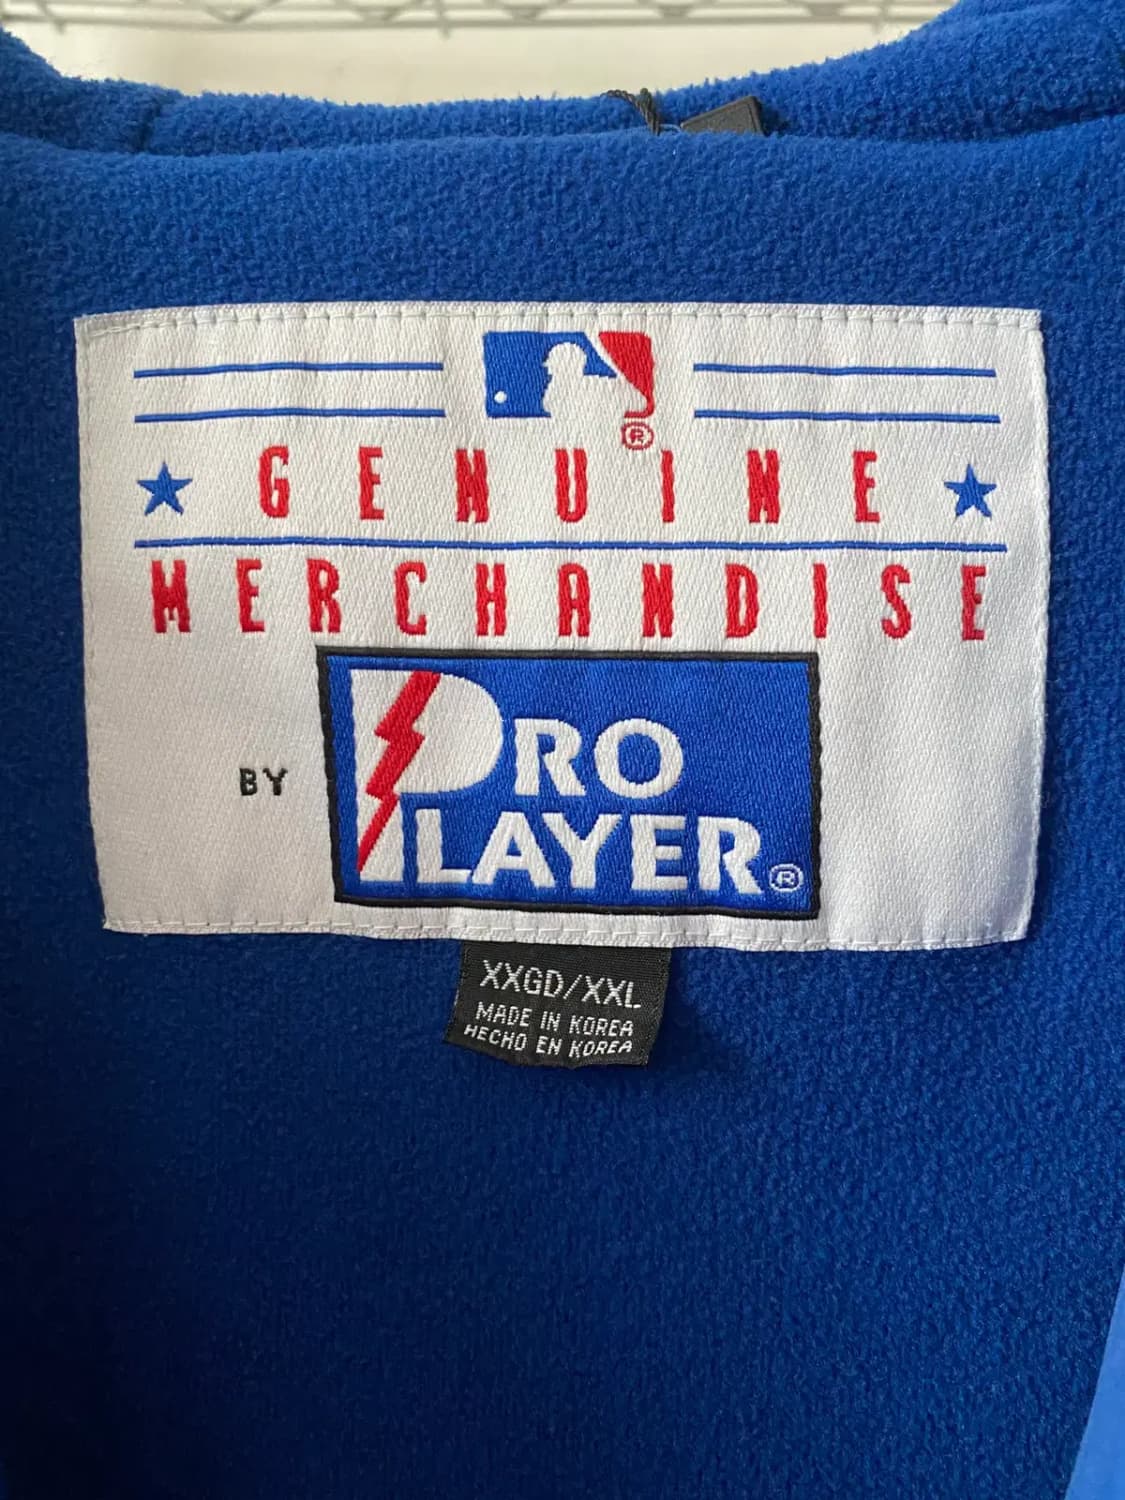 ®
GENUINE
MERCHANDISE
BY
PRO
PLAYER®
XXGD/XXL
MADE IN KOREA
HECHO EN KOREA